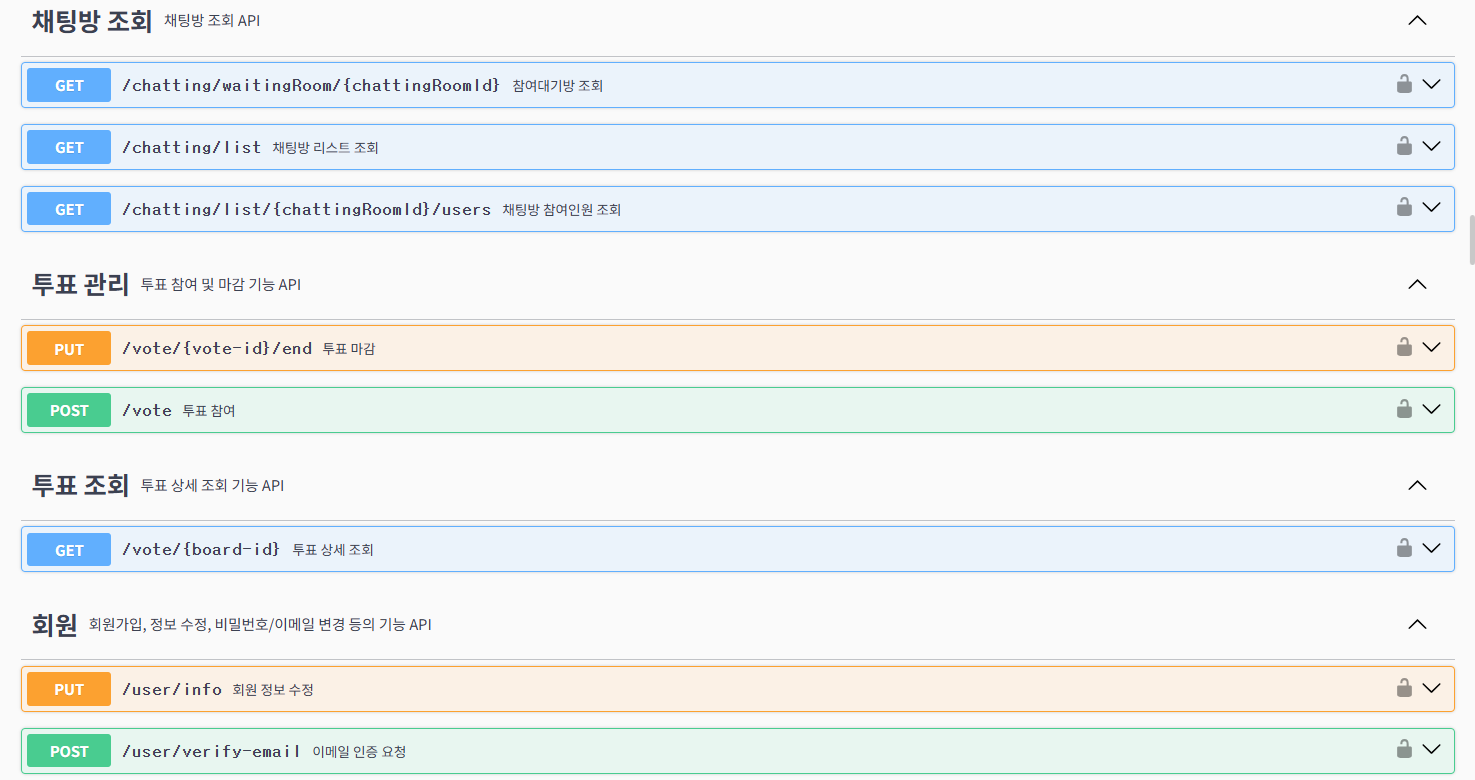 채팅방 조회 채팅방 조회 API
GET /chatting/waitingRoom/{chattingRoomId} 참여대기방 조회
GET /chatting/list 채팅방 리스트 조회
GET /chatting/list/{chattingRoomId}/users 채팅방 참여인원 조회
투표 관리 투표 참여 및 마감 기능 API
PUT /vote/{vote-id}/end 투표 마감
POST /vote 투표 참여
투표 조회 투표 상세 조회 기능 API
GET /vote/{board-id} 투표 상세 조회
회원 회원가입, 정보 수정, 비밀번호/이메일 변경 등의 기능 API
PUT /user/info 회원 정보 수정
POST /user/verify-email 이메일 인증 요청